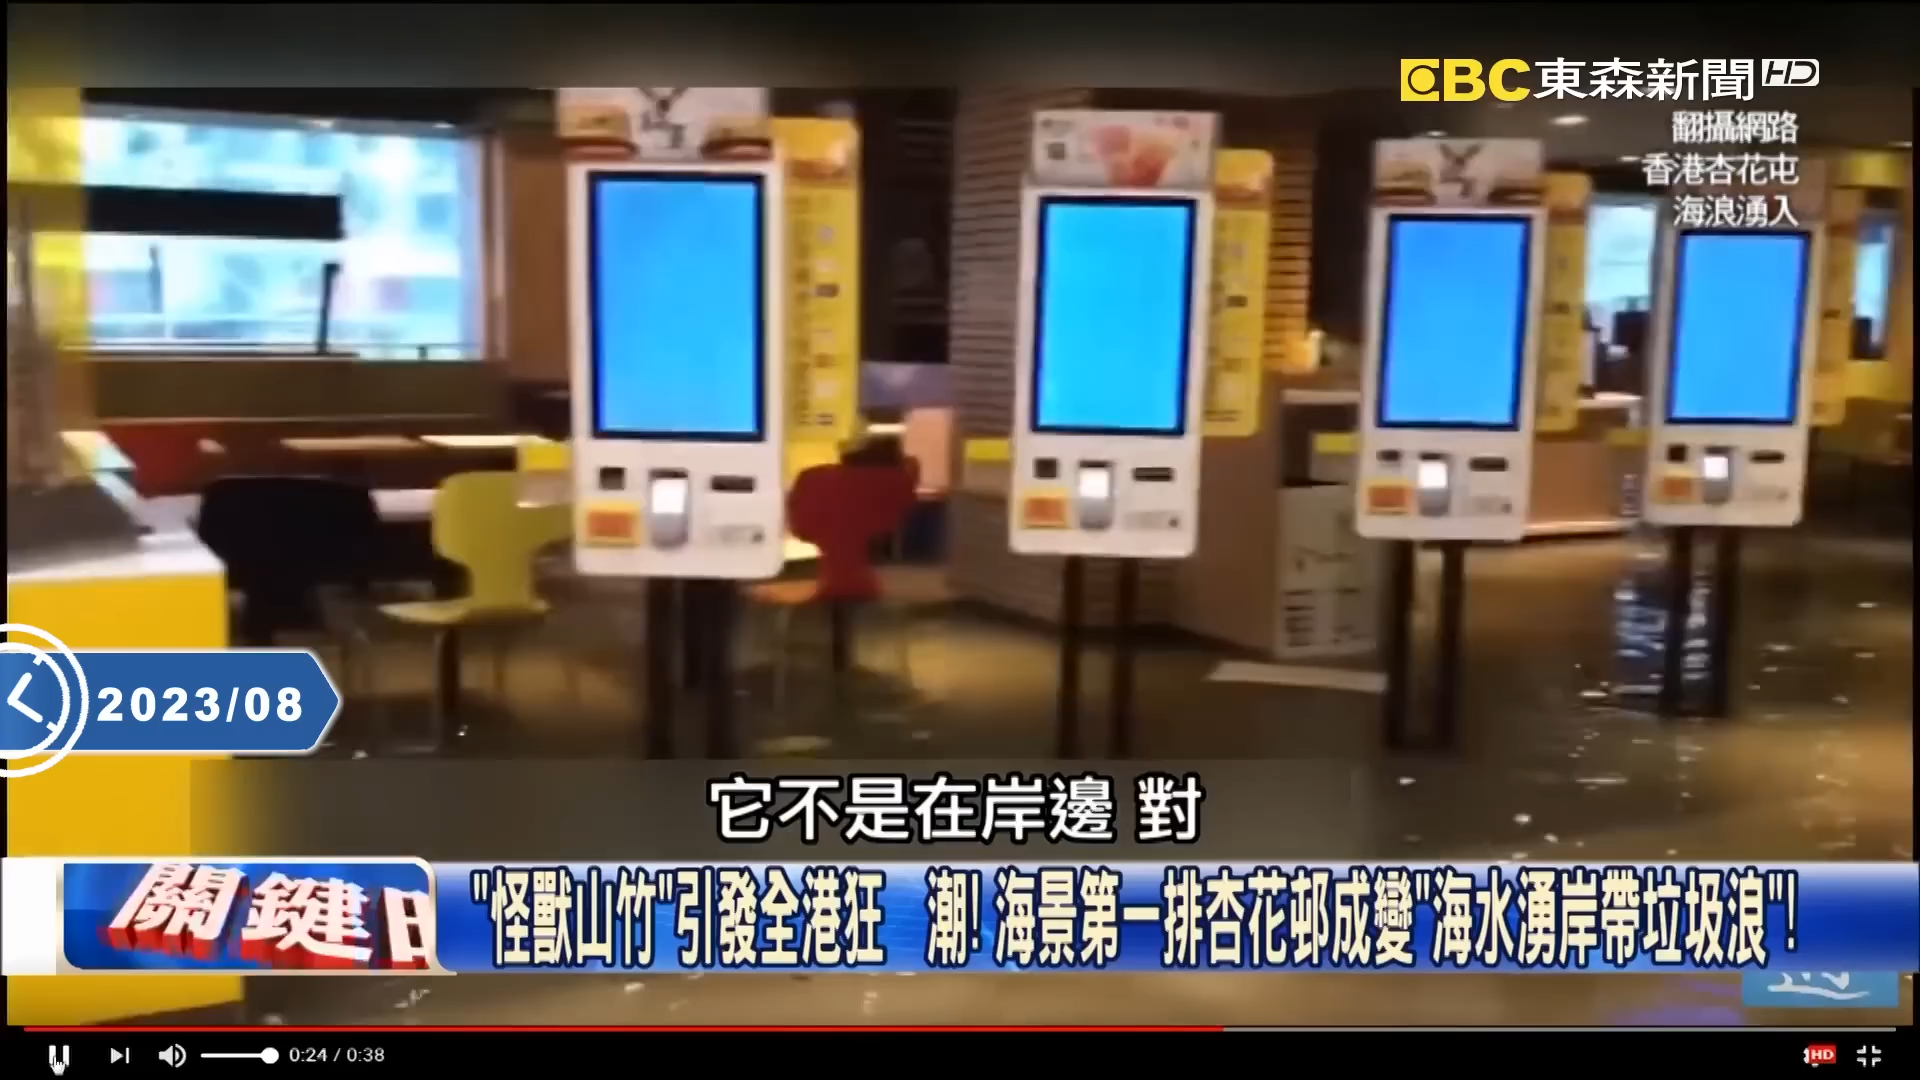 EBC東森新聞HD
翻攝網路
香港杏花屯
海浪湧入
2023/08
它不是在岸邊 對
關鍵時
"怪獸山竹"引發全港狂 潮!海景第一排杏花邨成變"海水湧岸帶垃圾浪"!
0:24 / 0:38
HD